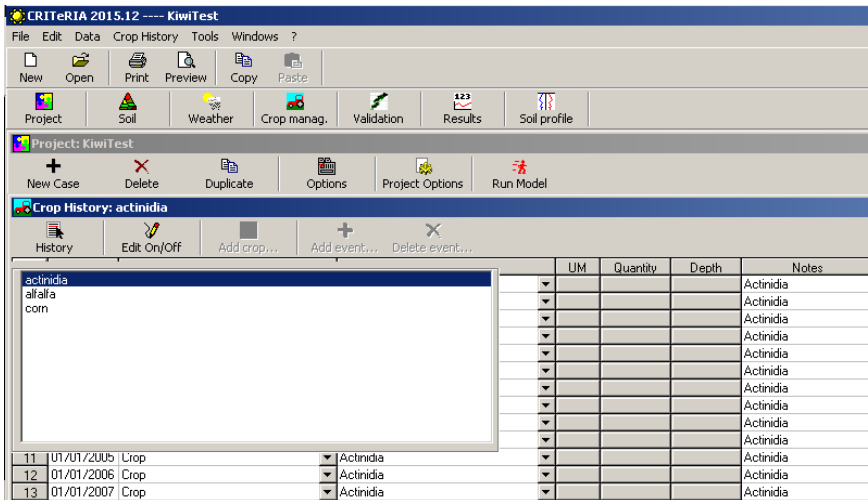 CRITeRIA 2015.12 ---- KiwiTest
File Edit Data Crop History Tools Windows ?
New Open Print Preview Copy Paste
Project Soil Weather Crop manag. Validation 123 Results Soil profile
Project: KiwiTest
New Case Delete Duplicate Options Project Options Run Model
Crop History: actinidia
History Edit On/Off Add crop... Add event... Delete event...
UM Quantity Depth Notes
actinidia Actinidia
alfalfa Actinidia
corn Actinidia
Actinidia
Actinidia
Actinidia
Actinidia
Actinidia
Actinidia
Actinidia
11 01/01/2005 Crop Actinidia Actinidia
12 01/01/2006 Crop Actinidia Actinidia
13 01/01/2007 Crop Actinidia Actinidia